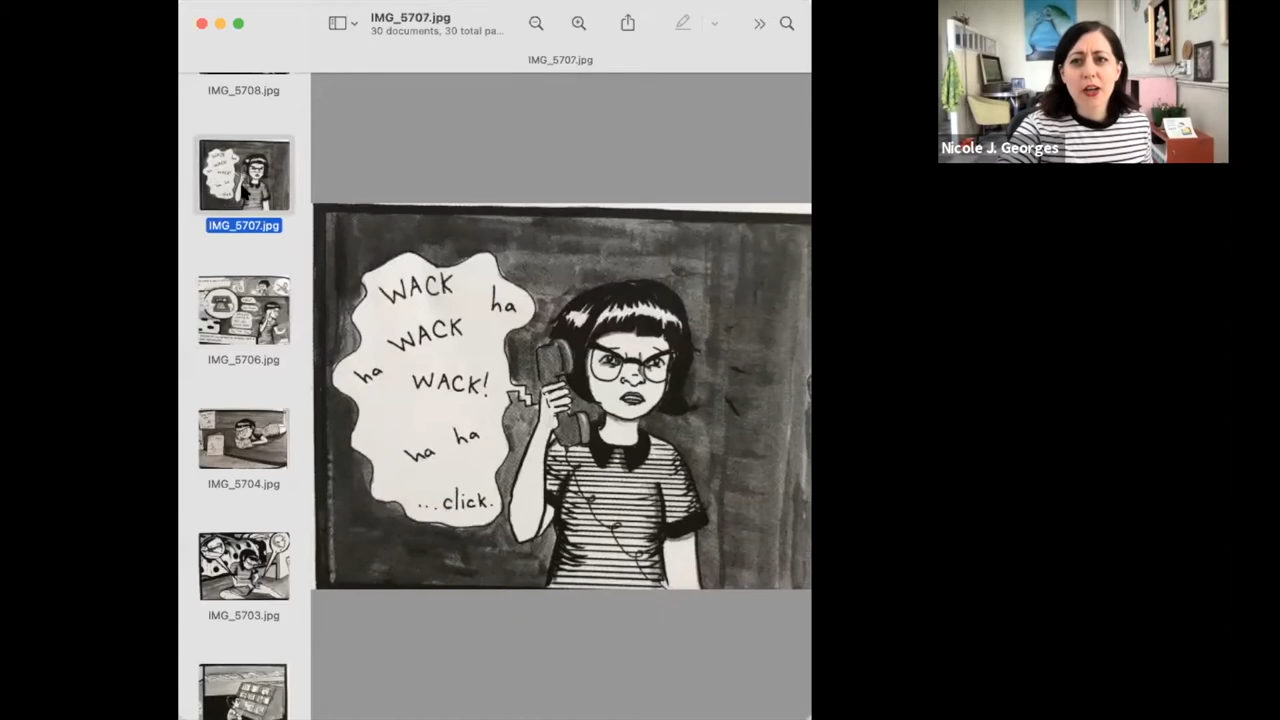 IMG_5707.jpg
30 documents, 30 total pa...
IMG_5707.jpg
IMG_5708.jpg
IMG_5707.jpg
IMG_5706.jpg
IMG_5704.jpg
IMG_5703.jpg
WACK
ha
WACK
ha
WACK!
ha
ha
...click.
Nicole J. Georges